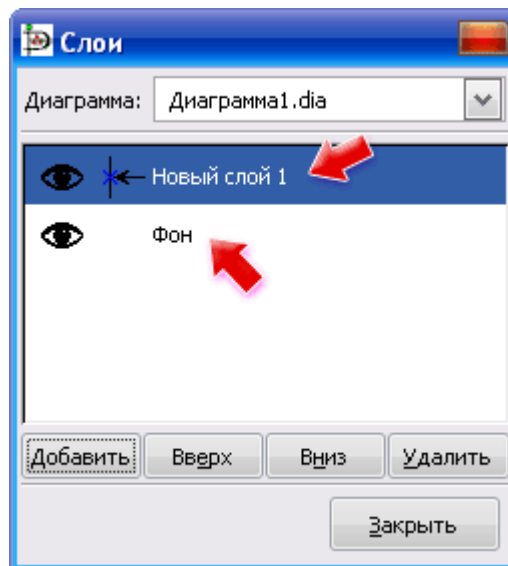 Слои
Диаграмма: Диаграмма1.dia
Новый слой 1
Фон
Добавить Вверх Вниз Удалить
Закрыть